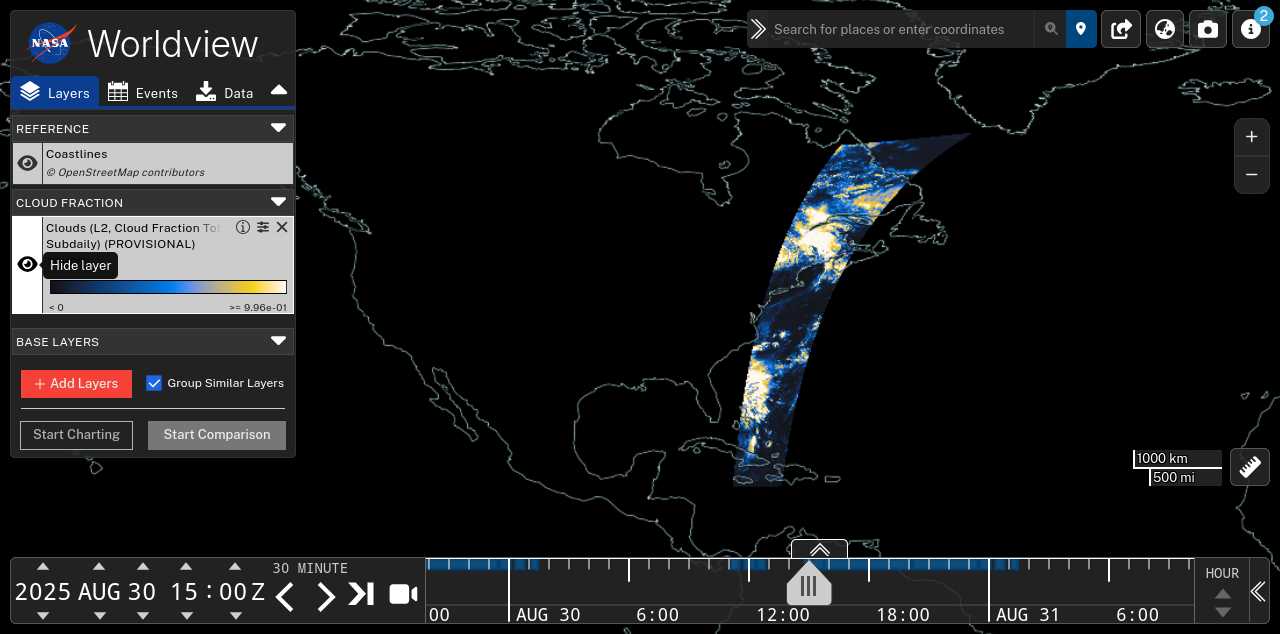 NASA Worldview
Search for places or enter coordinates
2
Layers Events Data
REFERENCE
Coastlines
© OpenStreetMap contributors
CLOUD FRACTION
Clouds (L2, Cloud Fraction
Subdaily) (PROVISIONAL)
Hide layer
< 0 >= 9.96e-01
BASE LAYERS
+ Add Layers Group Similar Layers
Start Charting Start Comparison
+
−
1000 km
500 mi
2025 AUG 30 15 : 00 Z
30 MINUTE
00 AUG 30 6:00 12:00 18:00 AUG 31 6:00
HOUR